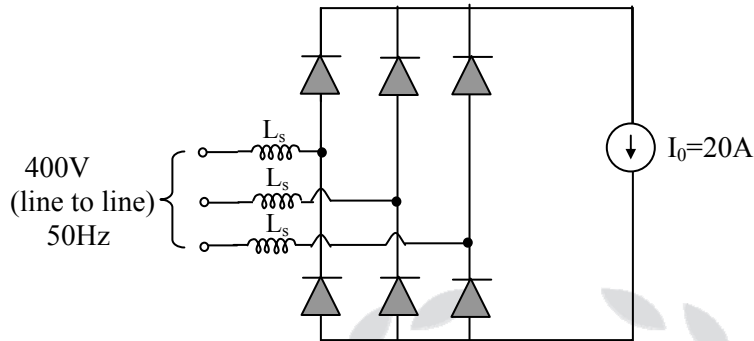 Lₛ
400V
(line to line)
50Hz
Lₛ
Lₛ
I₀=20A